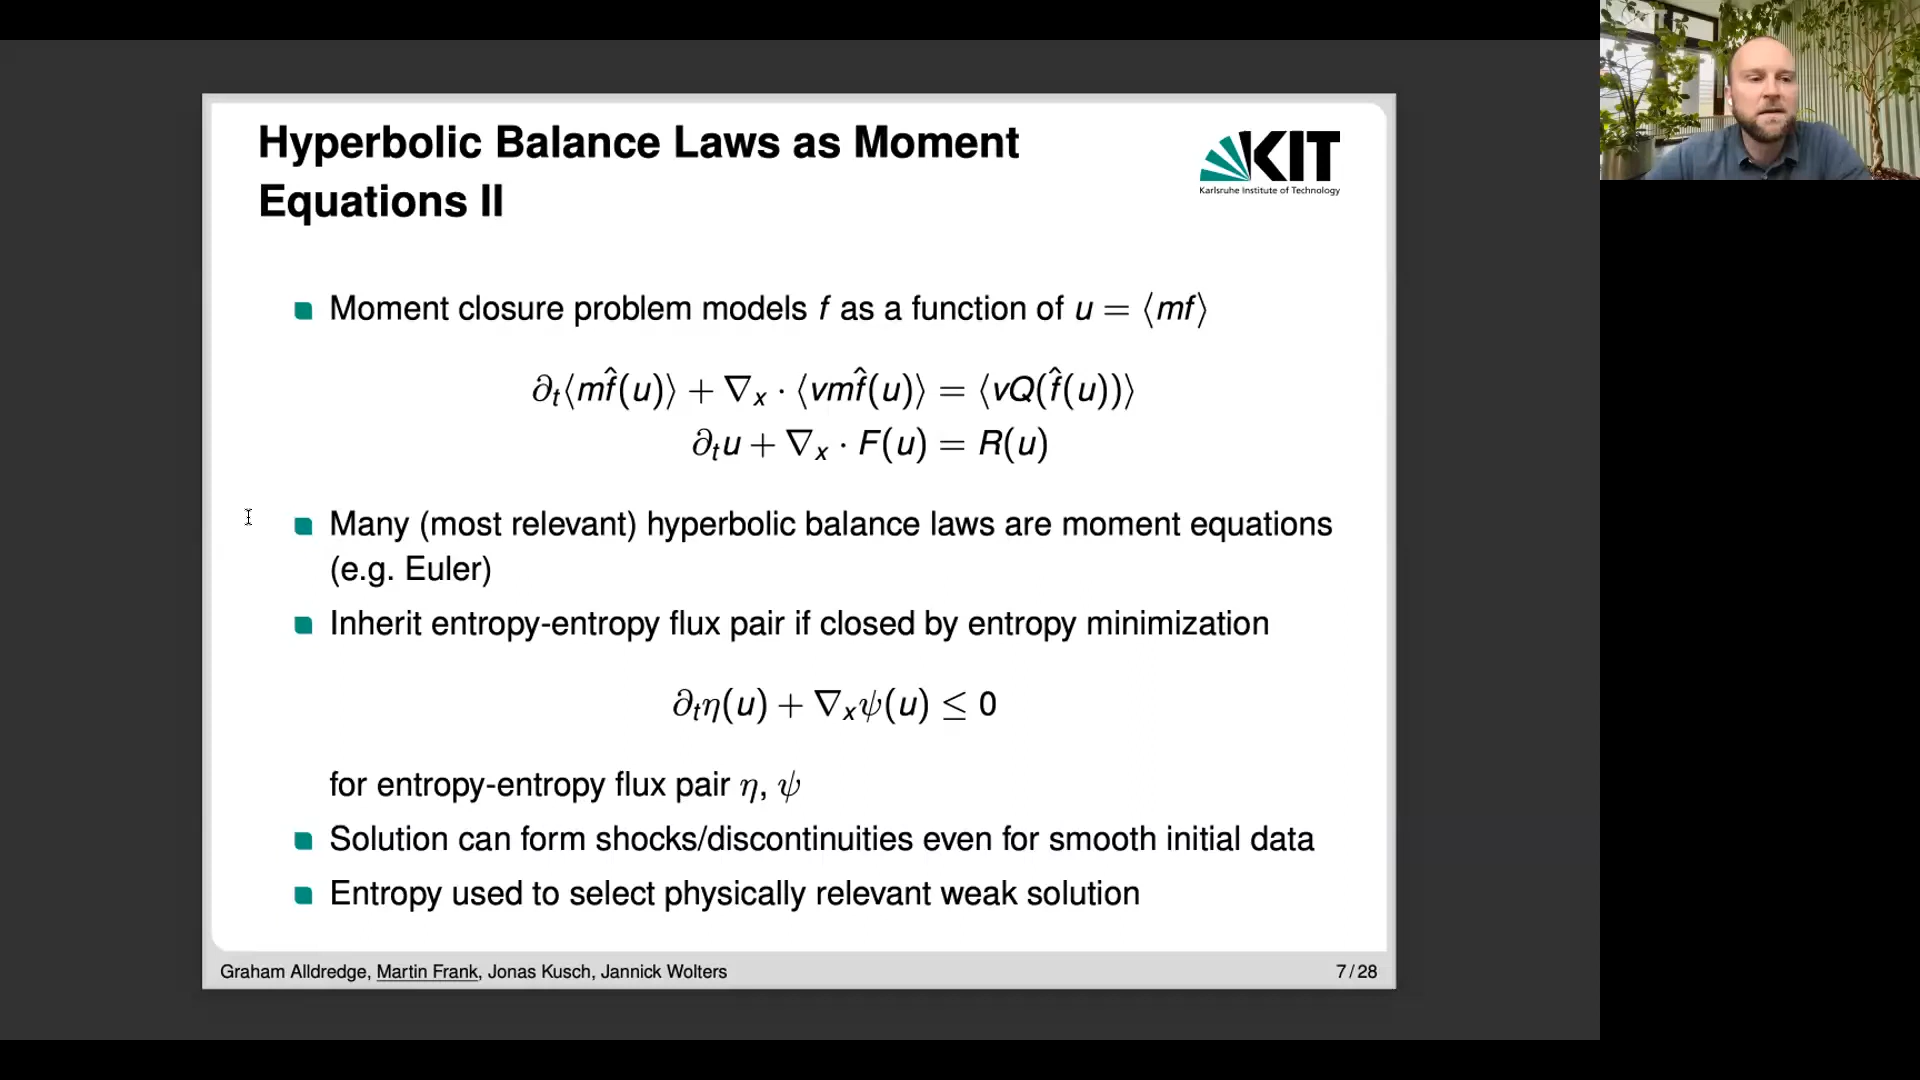 Hyperbolic Balance Laws as Moment
Equations II
KIT
Karlsruhe Institute of Technology
Moment closure problem models f as a function of u = ⟨mf⟩
∂ₜ⟨mf̂(u)⟩ + ∇ₓ · ⟨vmf̂(u)⟩ = ⟨vQ(f̂(u))⟩
∂ₜu + ∇ₓ · F(u) = R(u)
Many (most relevant) hyperbolic balance laws are moment equations
(e.g. Euler)
Inherit entropy-entropy flux pair if closed by entropy minimization
∂ₜη(u) + ∇ₓψ(u) ≤ 0
for entropy-entropy flux pair η, ψ
Solution can form shocks/discontinuities even for smooth initial data
Entropy used to select physically relevant weak solution
Graham Alldredge, Martin Frank, Jonas Kusch, Jannick Wolters
7 / 28
KIT